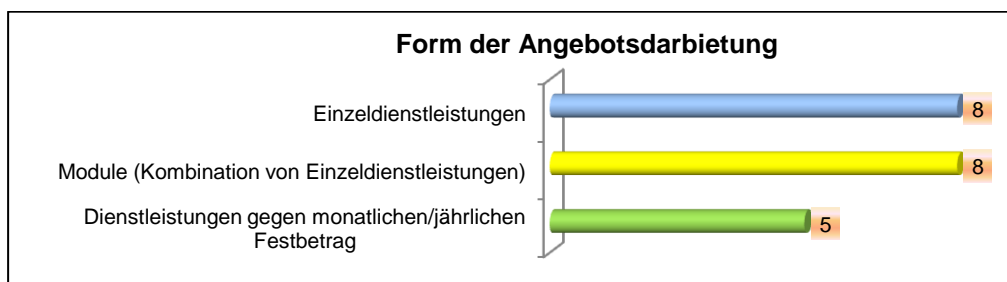 Form der Angebotsdarbietung
Einzeldienstleistungen
8
Module (Kombination von Einzeldienstleistungen)
8
Dienstleistungen gegen monatlichen/jährlichen
Festbetrag
5